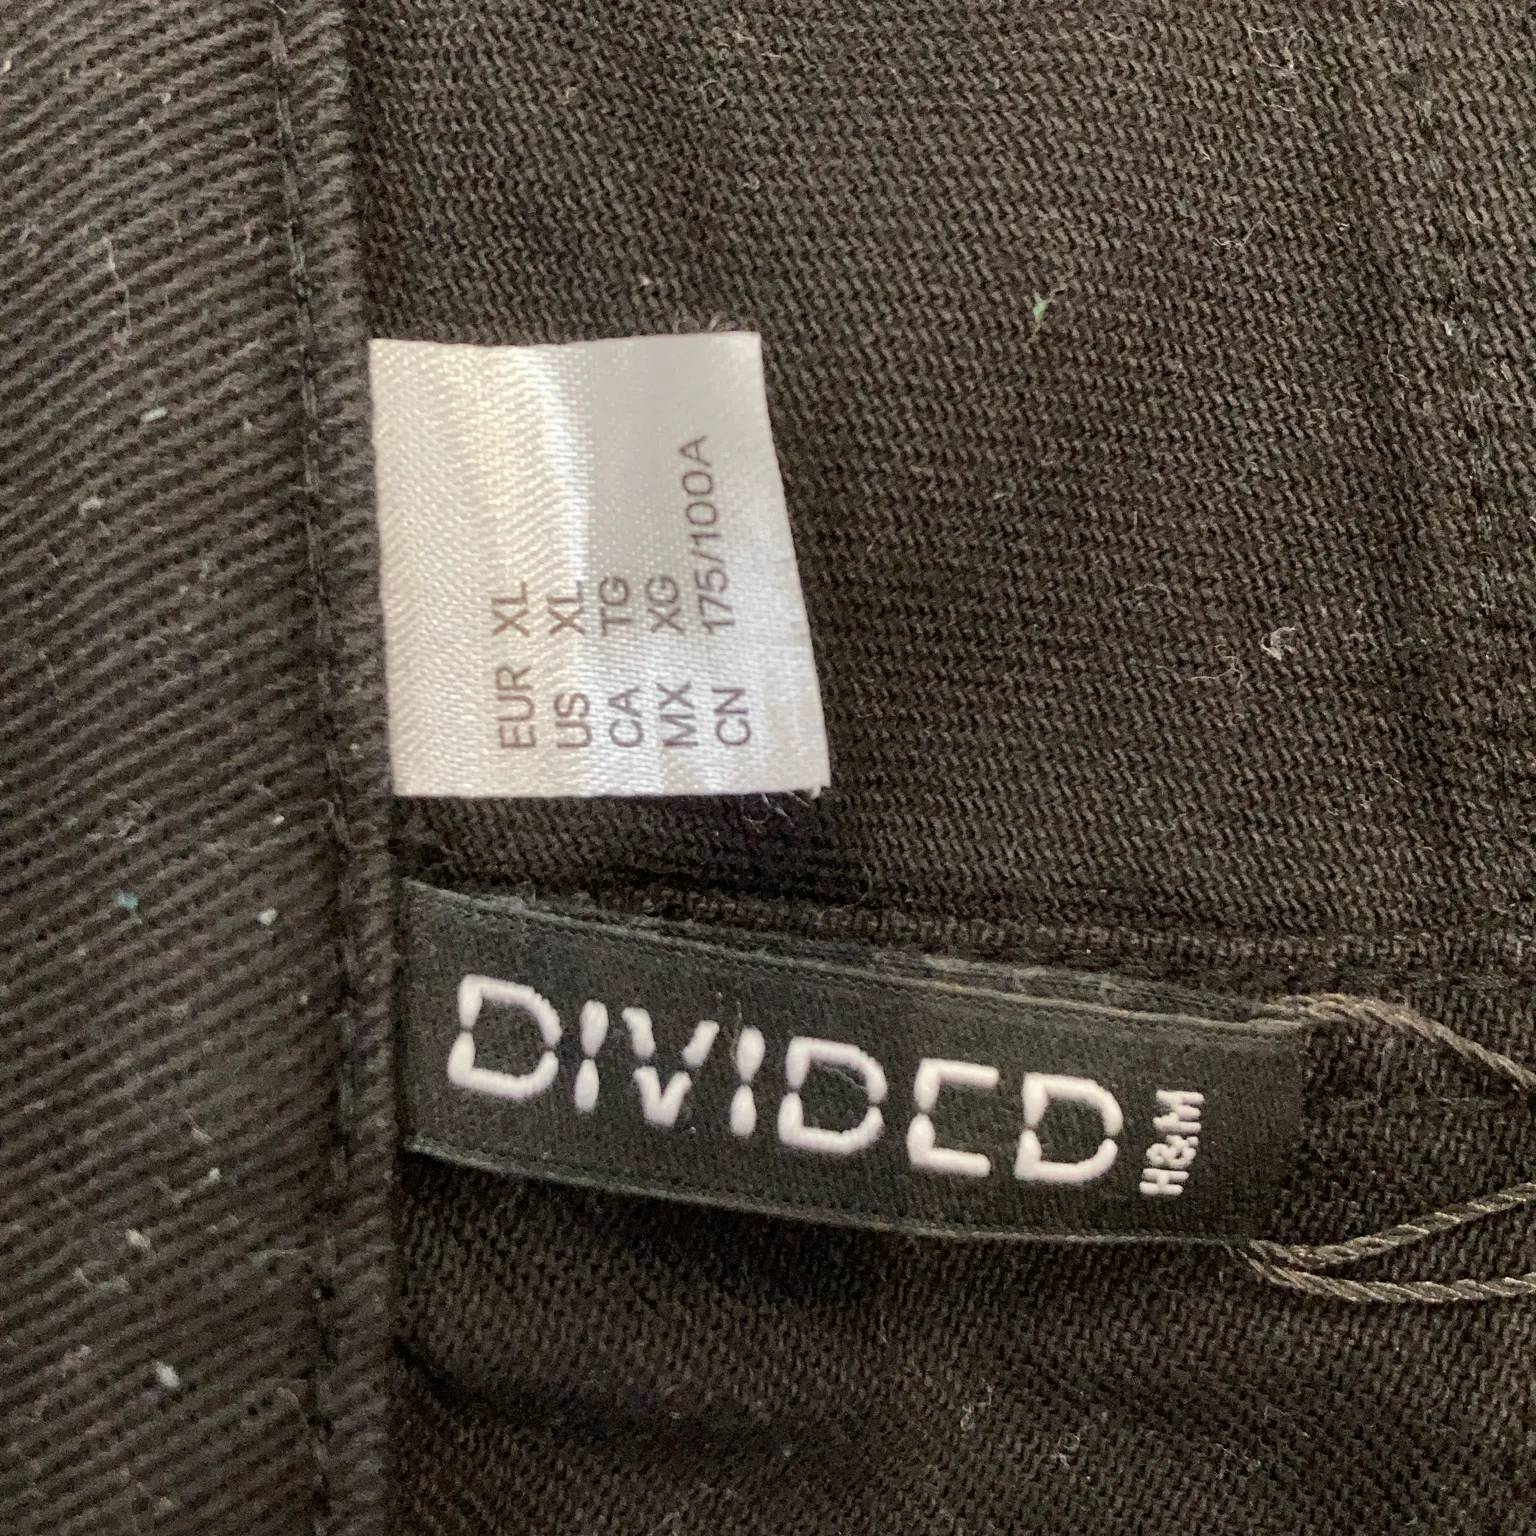 EUR XL
US XL
CA TG
MX XG
CN 175/100A
DIVIDED
H&M